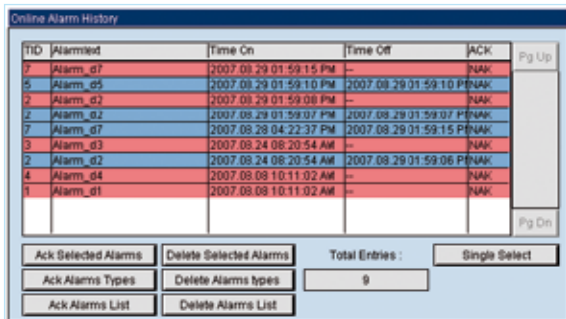 Online Alarm History
TID Alarmtext Time On Time Off ACK
Pg Up
7 Alarm_d7 2007.08.29 01:59:15 PM -- NAK
5 Alarm_d5 2007.08.29 01:59:10 PM 2007.08.29 01:59:10 PM NAK
2 Alarm_d2 2007.08.29 01:59:08 PM -- NAK
2 Alarm_d2 2007.08.29 01:59:07 PM 2007.08.29 01:59:07 PM NAK
7 Alarm_d7 2007.08.28 04:22:37 PM 2007.08.29 01:59:15 PM NAK
3 Alarm_d3 2007.08.24 08:20:54 AM -- NAK
2 Alarm_d2 2007.08.24 08:20:54 AM 2007.08.29 01:59:06 PM NAK
4 Alarm_d4 2007.08.08 10:11:02 AM -- NAK
1 Alarm_d1 2007.08.08 10:11:02 AM -- NAK
Pg Dn
Ack Selected Alarms Delete Selected Alarms Total Entries : Single Select
Ack Alarms Types Delete Alarms types 9
Ack Alarms List Delete Alarms List